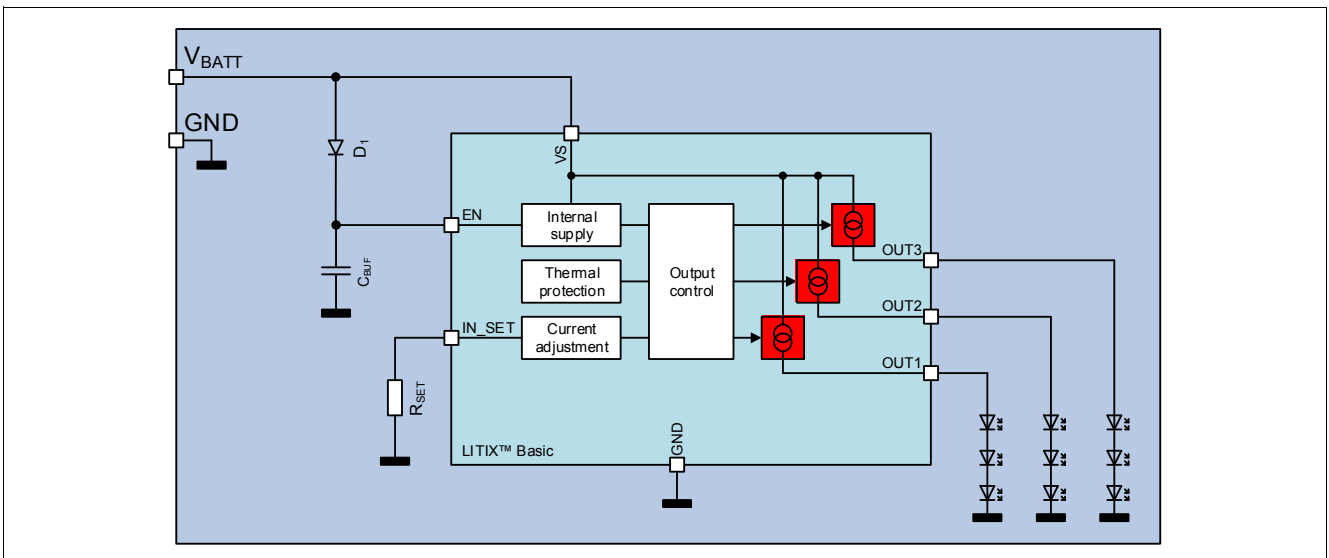 VBATT
GND
D1
VS
EN
Internal
supply
CBUF
Thermal
protection
Output
control
IN_SET
Current
adjustment
RSET
OUT3
OUT2
OUT1
GND
LITIX™ Basic